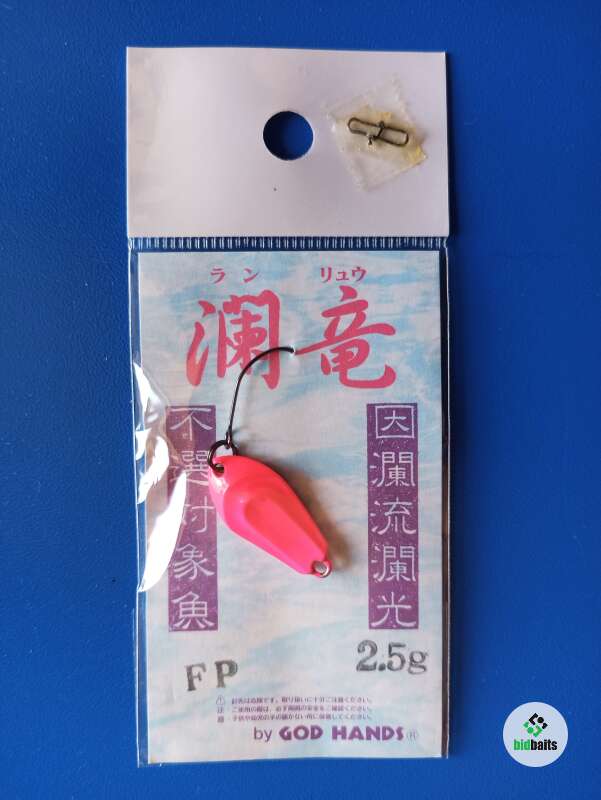 ラン リュウ
瀾竜
因瀾流瀾光
不選対象魚
FP
2.5g
by GOD HANDS®
bidbaits